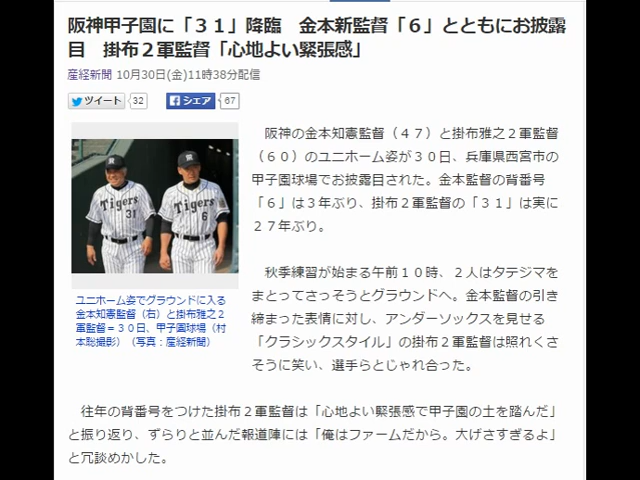 阪神甲子園に「３１」降臨　金本新監督「６」とともにお披露
目　掛布２軍監督「心地よい緊張感」
産経新聞 10月30日(金)11時38分配信
ツイート 32 シェア 67
Tigers 31 Tigers 6
ユニホーム姿でグラウンドに入る
金本知憲監督（右）と掛布雅之２
軍監督＝３０日、甲子園球場（村
本聡撮影）（写真：産経新聞）
阪神の金本知憲監督（４７）と掛布雅之２軍監督
（６０）のユニホーム姿が３０日、兵庫県西宮市の
甲子園球場でお披露目された。金本監督の背番号
「６」は３年ぶり、掛布２軍監督の「３１」は実に
２７年ぶり。
秋季練習が始まる午前１０時、２人はタテジマを
まとってさっそうとグラウンドへ。金本監督の引き
締まった表情に対し、アンダーソックスを見せる
「クラシックスタイル」の掛布２軍監督は照れくさ
そうに笑い、選手らとじゃれ合った。
往年の背番号をつけた掛布２軍監督は「心地よい緊張感で甲子園の土を踏んだ」
と振り返り、ずらりと並んだ報道陣には「俺はファームだから。大げさすぎるよ」
と冗談めかした。